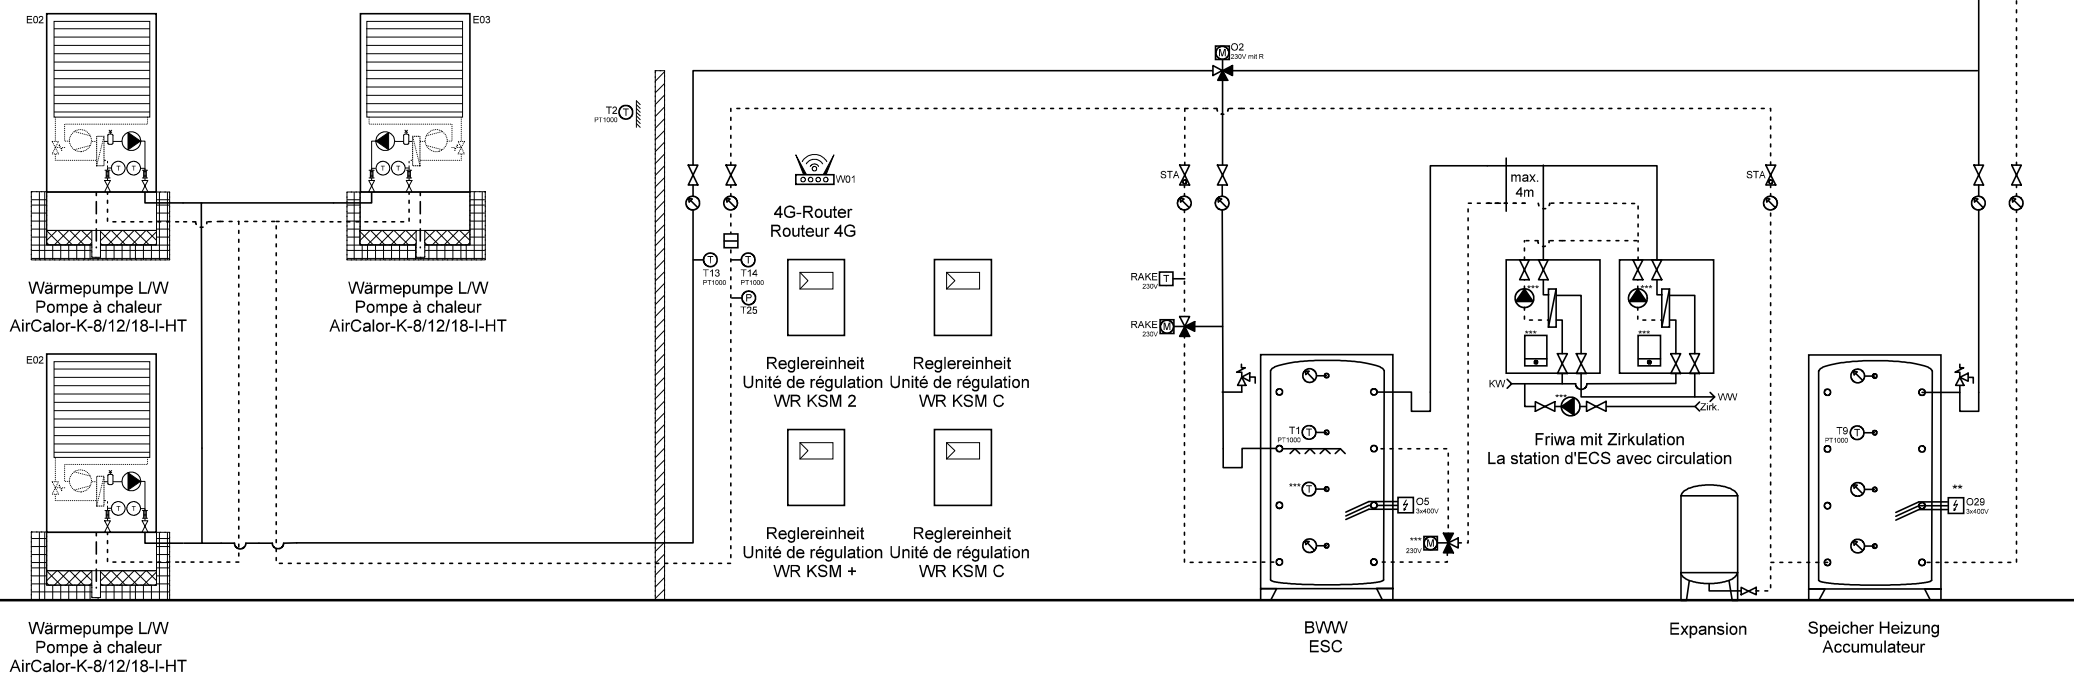 E02
E03
T
T
T
T
Wärmepumpe L/W
Pompe à chaleur
AirCalor-K-8/12/18-I-HT
Wärmepumpe L/W
Pompe à chaleur
AirCalor-K-8/12/18-I-HT
E02
T
T
Wärmepumpe L/W
Pompe à chaleur
AirCalor-K-8/12/18-I-HT
T2
PT1000
T
T
T13
PT1000
T
T14
PT1000
P
T25
W01
4G-Router
Routeur 4G
Reglereinheit
Unité de régulation
WR KSM 2
Reglereinheit
Unité de régulation
WR KSM C
Reglereinheit
Unité de régulation
WR KSM +
Reglereinheit
Unité de régulation
WR KSM C
M
O2
230V mit R
STA
RAKE
230V
T
RAKE
230V
M
T1
PT1000
T
***
T
O5
3x400V
***
230V
M
BWW
ESC
max.
4m
***
***
***
***
KW
WW
***
Zirk.
Friwa mit Zirkulation
La station d'ECS avec circulation
STA
Expansion
T9
PT1000
T
**
O29
3x400V
Speicher Heizung
Accumulateur